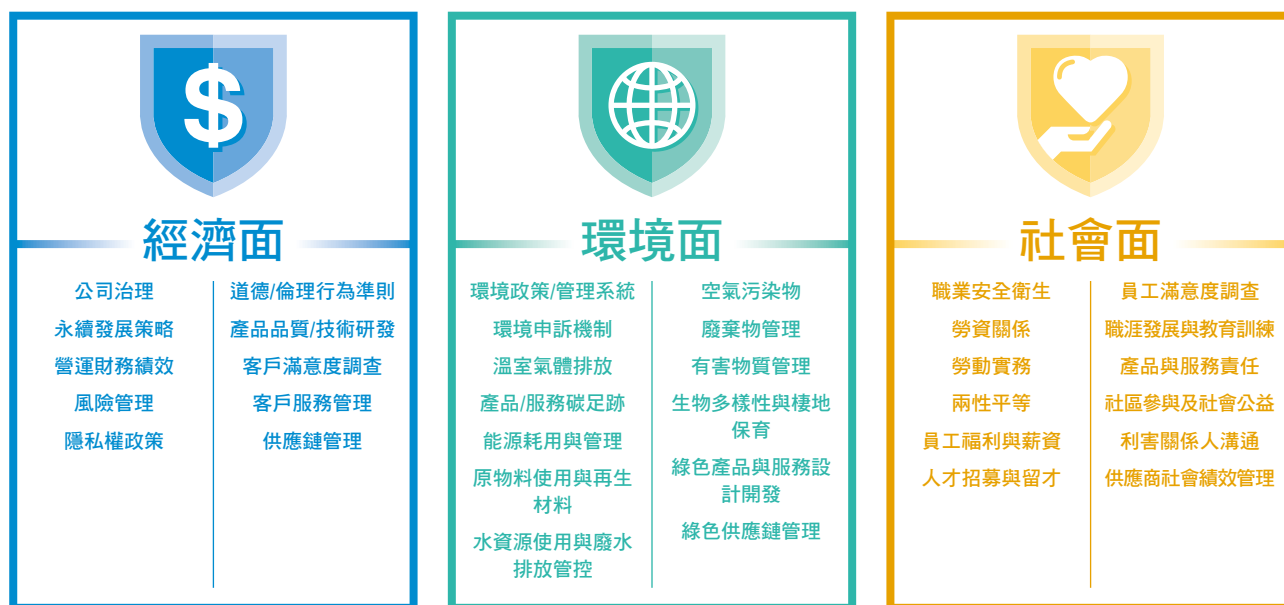 $
經濟面
公司治理
永續發展策略
營運財務績效
風險管理
隱私權政策
道德/倫理行為準則
產品品質/技術研發
客戶滿意度調查
客戶服務管理
供應鏈管理
環境面
環境政策/管理系統
環境申訴機制
溫室氣體排放
產品/服務碳足跡
能源耗用與管理
原物料使用與再生
材料
水資源使用與廢水
排放管控
空氣污染物
廢棄物管理
有害物質管理
生物多樣性與棲地
保育
綠色產品與服務設
計開發
綠色供應鏈管理
社會面
職業安全衛生
勞資關係
勞動實務
兩性平等
員工福利與薪資
人才招募與留才
員工滿意度調查
職涯發展與教育訓練
產品與服務責任
社區參與及社會公益
利害關係人溝通
供應商社會績效管理